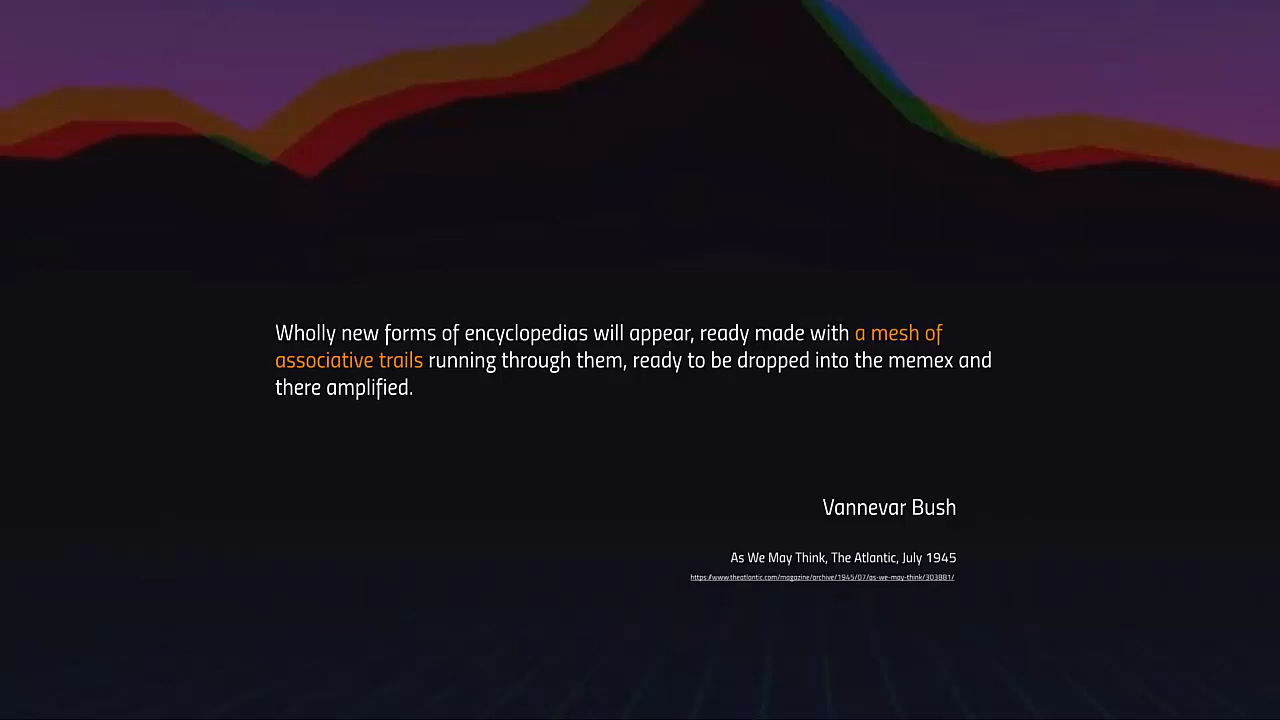 Wholly new forms of encyclopedias will appear, ready made with a mesh of
associative trails running through them, ready to be dropped into the memex and
there amplified.
Vannevar Bush
As We May Think, The Atlantic, July 1945
https://www.theatlantic.com/magazine/archive/1945/07/as-we-may-think/303881/